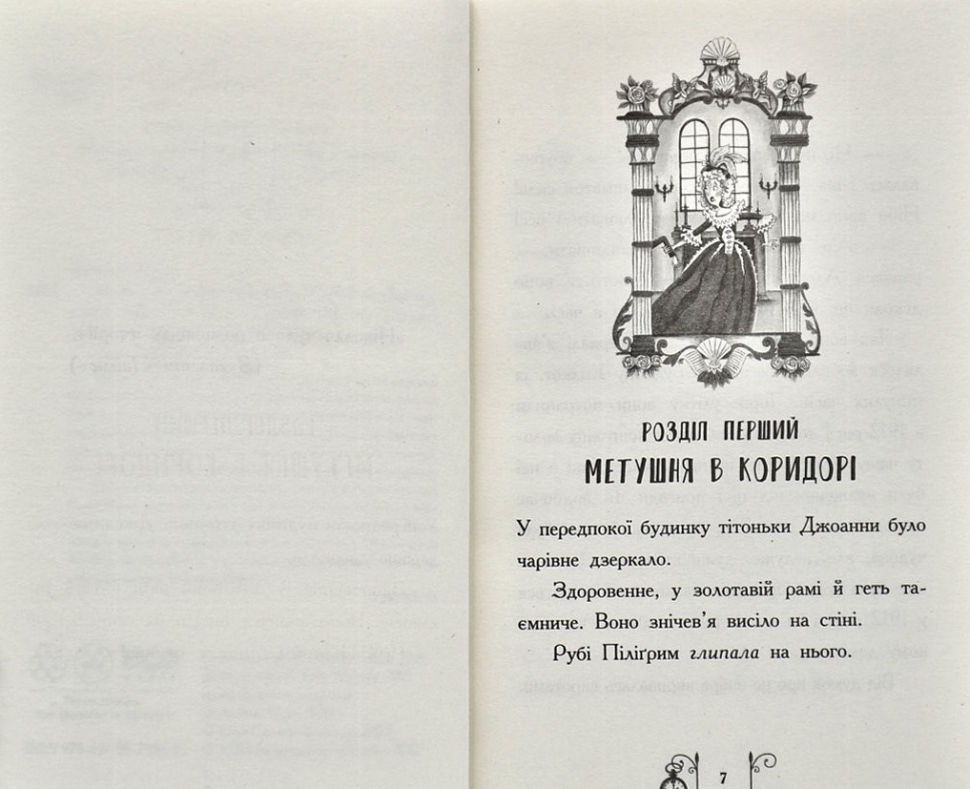 РОЗДІЛ ПЕРШИЙ
МЕТУШНЯ В КОРИДОРІ
У передпокої будинку тітоньки Джоанни було
чарівне дзеркало.
Здоровенне, у золотавій рамі й геть та-
ємниче. Воно знічев'я висіло на стіні.
Рубі Піліґрим глипала на нього.
7